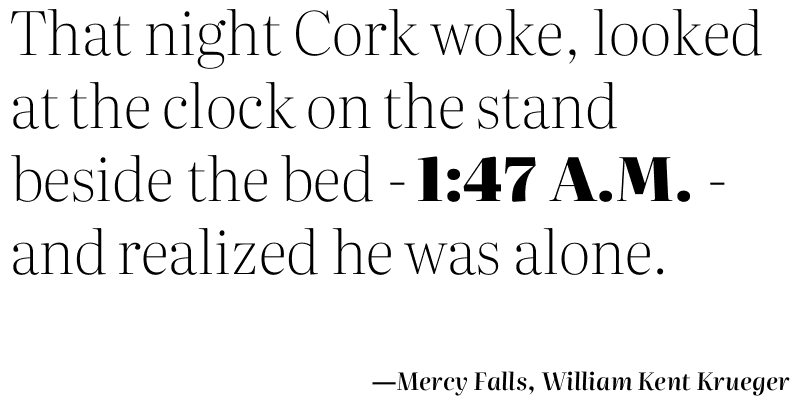 That night Cork woke, looked
at the clock on the stand
beside the bed - 1:47 A.M. -
and realized he was alone.
—Mercy Falls, William Kent Krueger